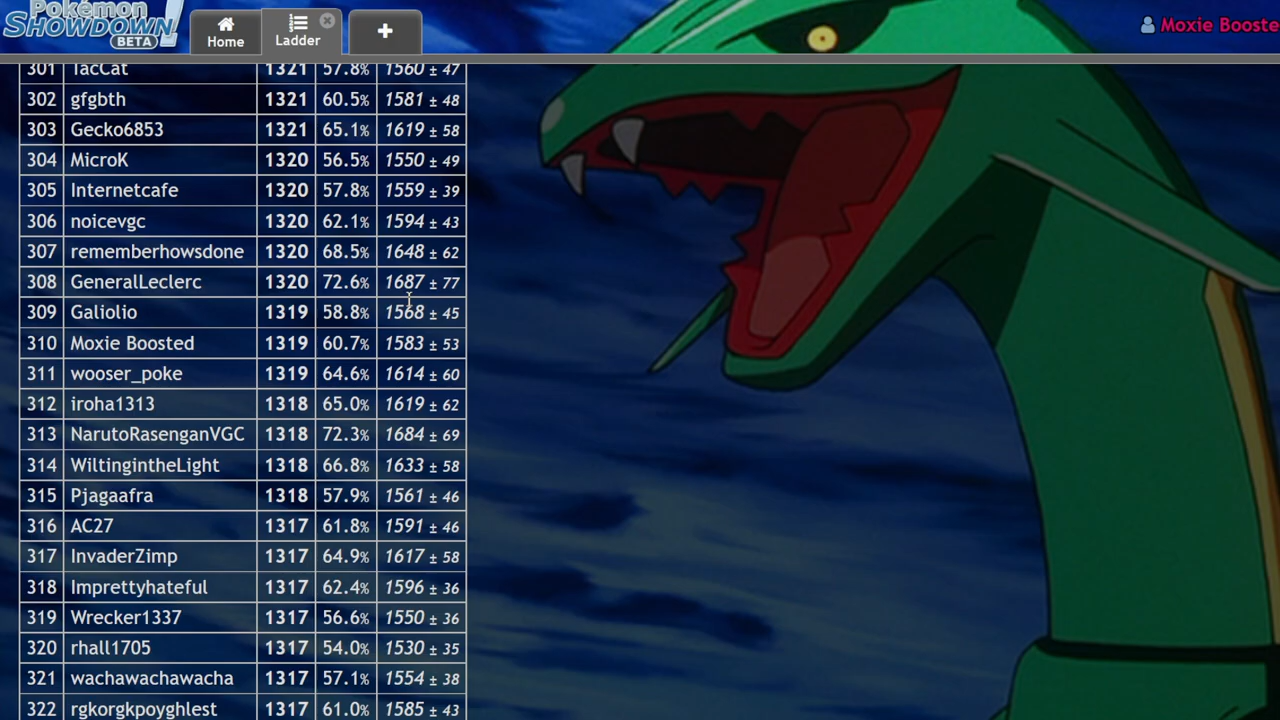 Pokémon
SHOWDOWN!
BETA
Home
Ladder
Moxie Booste
301 TacCat 1321 57.8% 1560 ± 47
302 gfgbth 1321 60.5% 1581 ± 48
303 Gecko6853 1321 65.1% 1619 ± 58
304 MicroK 1320 56.5% 1550 ± 49
305 Internetcafe 1320 57.8% 1559 ± 39
306 noicevgc 1320 62.1% 1594 ± 43
307 rememberhowsdone 1320 68.5% 1648 ± 62
308 GeneralLeclerc 1320 72.6% 1687 ± 77
309 Galiolio 1319 58.8% 1568 ± 45
310 Moxie Boosted 1319 60.7% 1583 ± 53
311 wooser_poke 1319 64.6% 1614 ± 60
312 iroha1313 1318 65.0% 1619 ± 62
313 NarutoRasenganVGC 1318 72.3% 1684 ± 69
314 WiltingintheLight 1318 66.8% 1633 ± 58
315 Pjagaafra 1318 57.9% 1561 ± 46
316 AC27 1317 61.8% 1591 ± 46
317 InvaderZimp 1317 64.9% 1617 ± 58
318 Imprettyhateful 1317 62.4% 1596 ± 36
319 Wrecker1337 1317 56.6% 1550 ± 36
320 rhall1705 1317 54.0% 1530 ± 35
321 wachawachawacha 1317 57.1% 1554 ± 38
322 rgkorgkpoyghlest 1317 61.0% 1585 ± 43